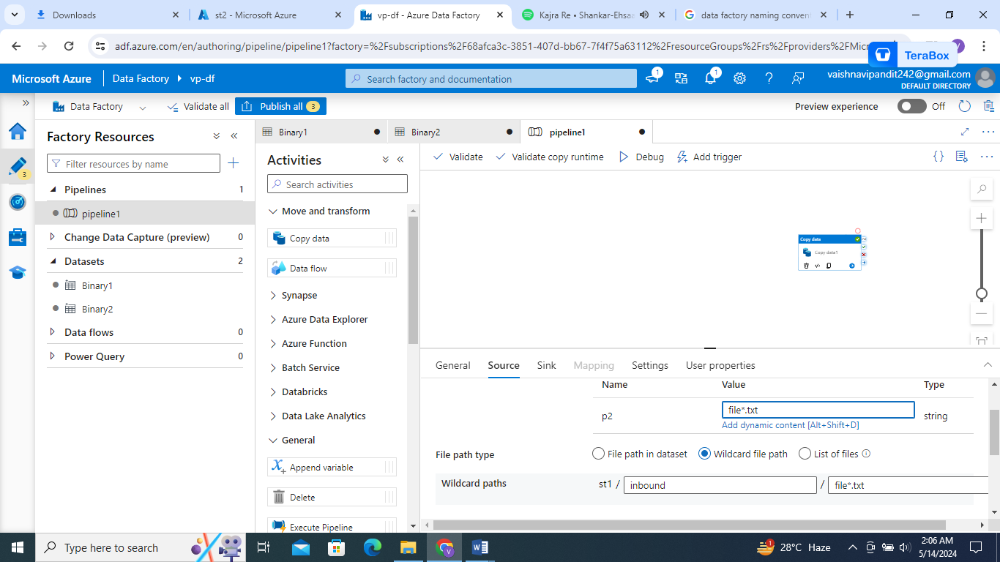 Downloads
st2 - Microsoft Azure
vp-df - Azure Data Factory
Kajra Re • Shankar-Ehsaa
data factory naming convent
adf.azure.com/en/authoring/pipeline/pipeline1?factory=%2Fsubscriptions%2F68afca3c-3851-407d-bb67-7f4f75a63112%2FresourceGroups%2Frs%2Fproviders%2FMicr
TeraBox
Microsoft Azure
Data Factory
vp-df
Search factory and documentation
1
1
vaishnavipandit242@gmail.com
DEFAULT DIRECTORY
Data Factory
Validate all
Publish all 3
Preview experience
Off
3
Factory Resources
Filter resources by name
Pipelines 1
pipeline1
Change Data Capture (preview) 0
Datasets 2
Binary1
Binary2
Data flows 0
Power Query 0
Binary1
Binary2
pipeline1
Activities
Search activities
Move and transform
Copy data
Data flow
Synapse
Azure Data Explorer
Azure Function
Batch Service
Databricks
Data Lake Analytics
General
Append variable
Delete
Execute Pipeline
Validate
Validate copy runtime
Debug
Add trigger
Copy data
Copy data1
General
Source
Sink
Mapping
Settings
User properties
Name Value Type
p2 file*.txt string
Add dynamic content [Alt+Shift+D]
File path type
File path in dataset
Wildcard file path
List of files
Wildcard paths
st1 / inbound / file*.txt
Type here to search
1
28°C Haze
2:06 AM
5/14/2024